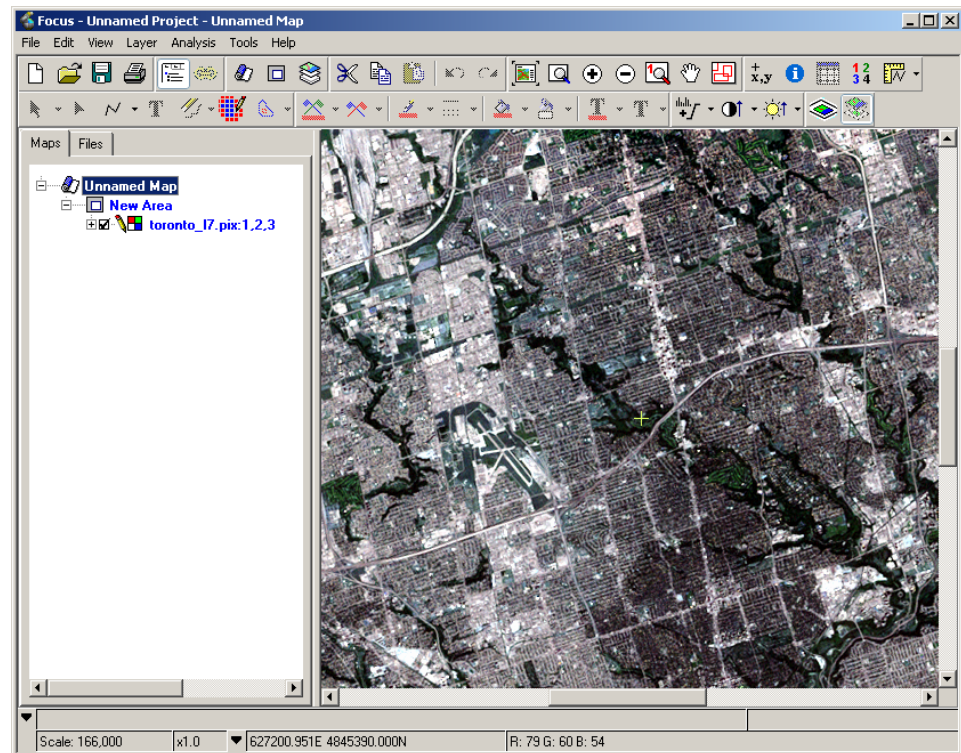 Focus - Unnamed Project - Unnamed Map
File Edit View Layer Analysis Tools Help
x,y
1 2
3 4
Maps Files
Unnamed Map
New Area
toronto_l7.pix:1,2,3
Scale: 166,000 x1.0 627200.951E 4845390.000N R: 79 G: 60 B: 54